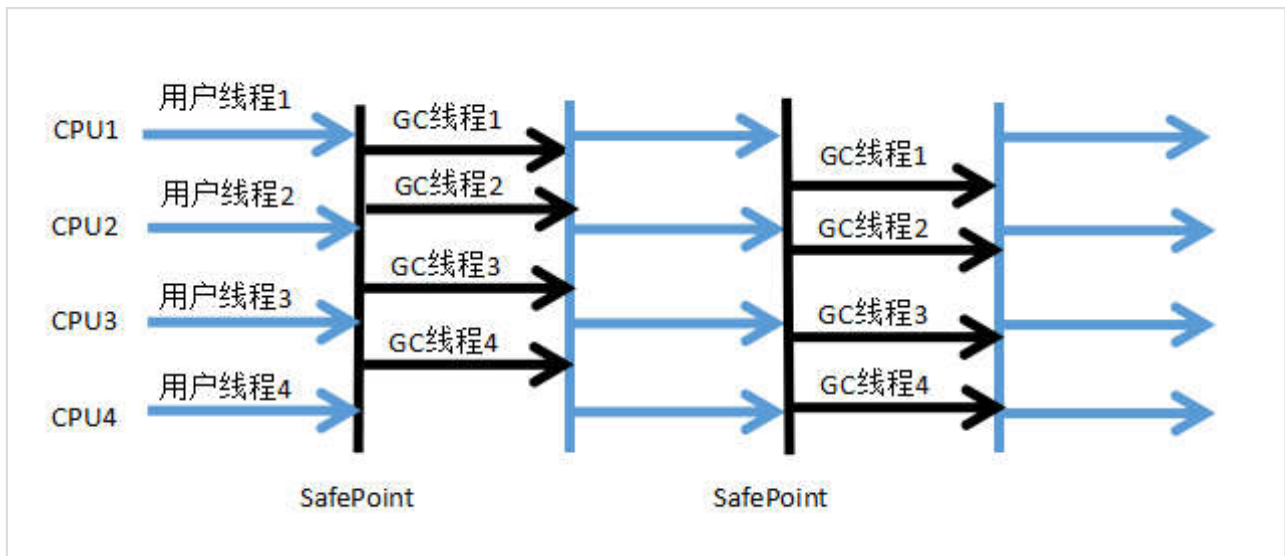 用户线程1
CPU1
GC线程1
GC线程1
用户线程2
CPU2
GC线程2
GC线程2
用户线程3
CPU3
GC线程3
GC线程3
用户线程4
CPU4
GC线程4
GC线程4
SafePoint
SafePoint